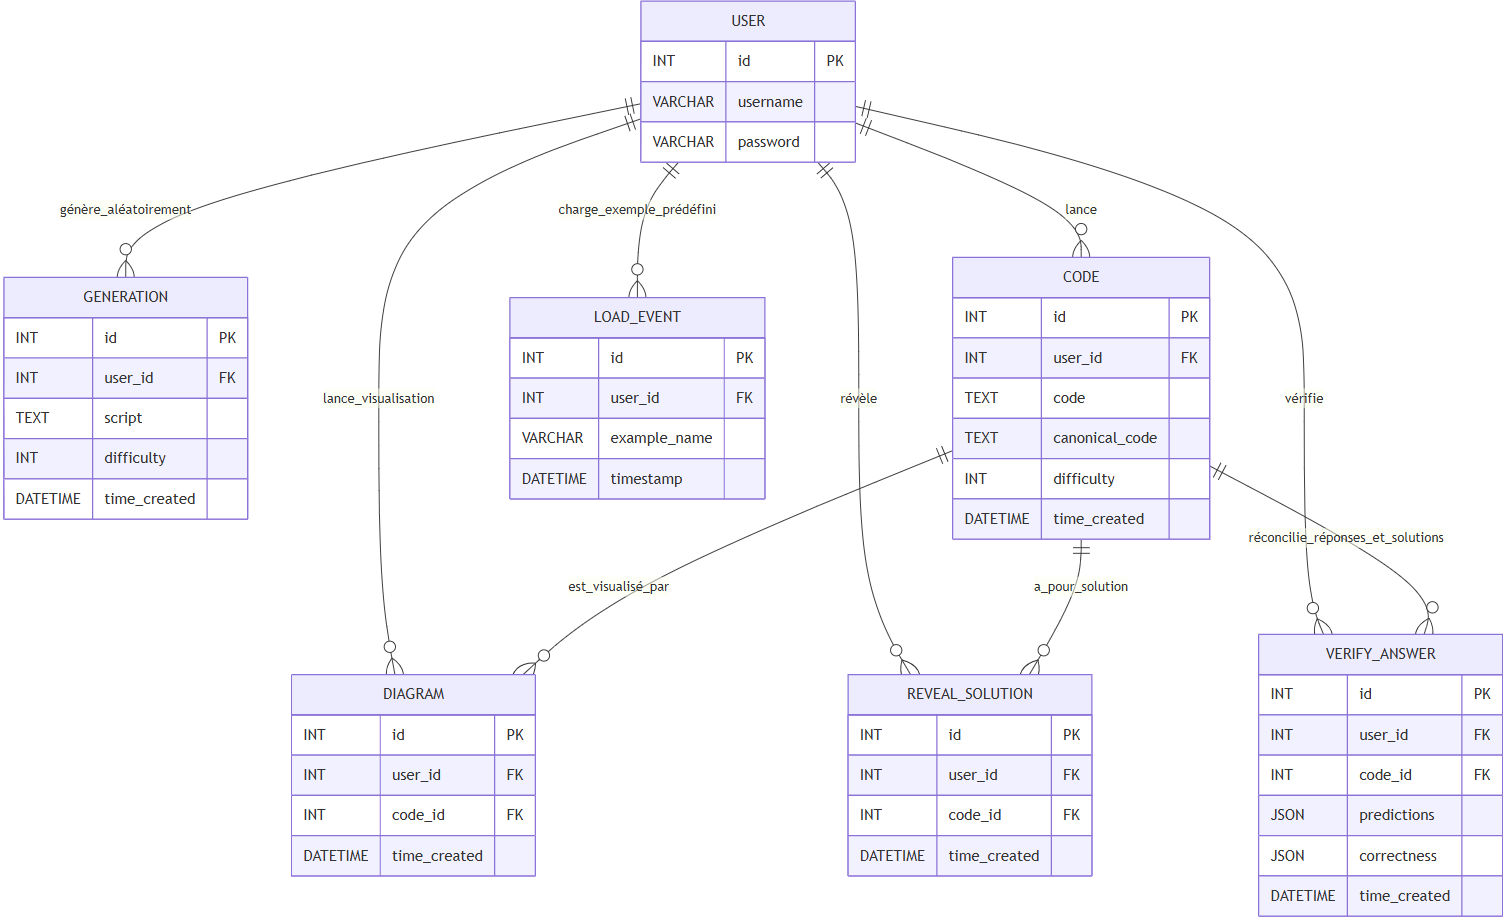 USER
INT id PK
VARCHAR username
VARCHAR password
génère_aléatoirement
charge_exemple_prédéfini
lance
GENERATION
INT id PK
INT user_id FK
TEXT script
INT difficulty
DATETIME time_created
LOAD_EVENT
INT id PK
INT user_id FK
VARCHAR example_name
DATETIME timestamp
CODE
INT id PK
INT user_id FK
TEXT code
TEXT canonical_code
INT difficulty
DATETIME time_created
lance_visualisation
révèle
vérifie
réconcilie_réponses_et_solutions
est_visualisé_par
a_pour_solution
DIAGRAM
INT id PK
INT user_id FK
INT code_id FK
DATETIME time_created
REVEAL_SOLUTION
INT id PK
INT user_id FK
INT code_id FK
DATETIME time_created
VERIFY_ANSWER
INT id PK
INT user_id FK
INT code_id FK
JSON predictions
JSON correctness
DATETIME time_created